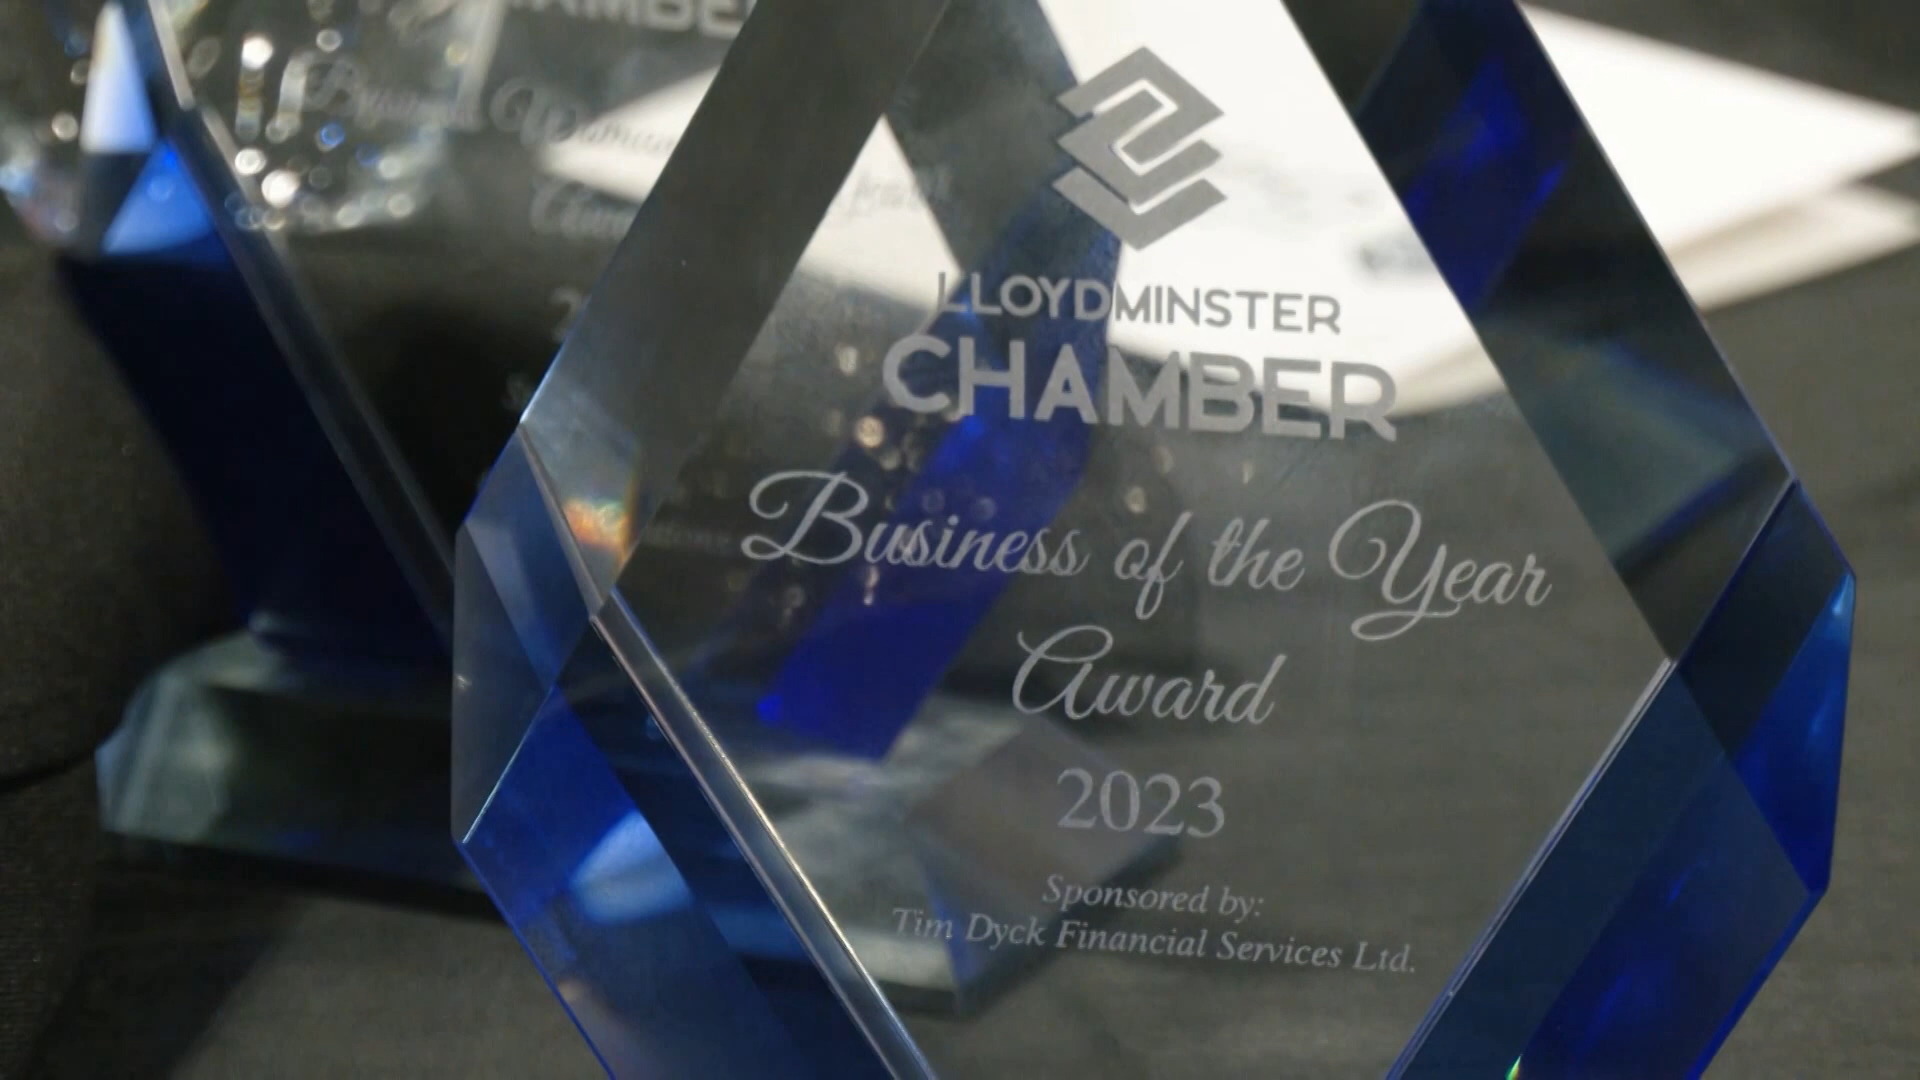 LLOYDMINSTER
CHAMBER
Business of the Year
Award
2023
Sponsored by:
Tim Dyck Financial Services Ltd.